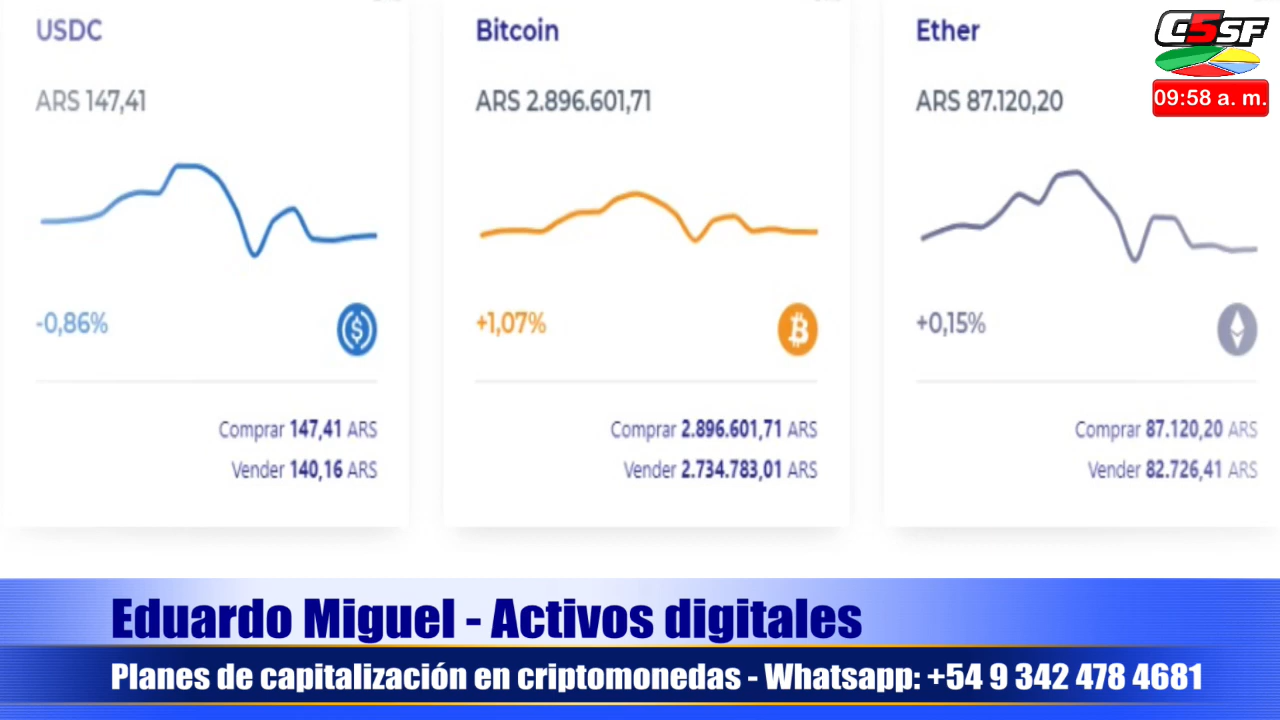 USDC
ARS 147,41
-0,86%
Comprar 147,41 ARS
Vender 140,16 ARS
Bitcoin
ARS 2.896.601,71
+1,07%
Comprar 2.896.601,71 ARS
Vender 2.734.783,01 ARS
Ether
ARS 87.120,20
+0,15%
Comprar 87.120,20 ARS
Vender 82.726,41 ARS
C5SF
09:58 a. m.
Eduardo Miguel - Activos digitales
Planes de capitalización en criptomonedas - Whatsapp: +54 9 342 478 4681